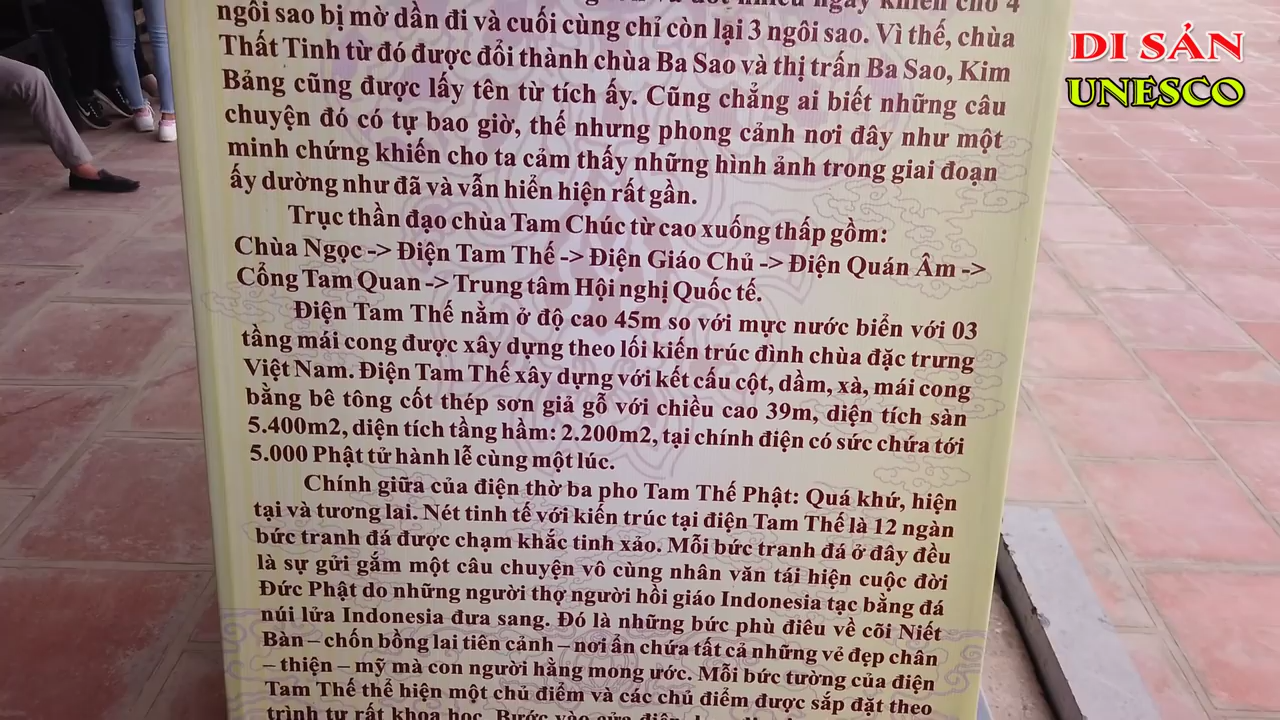 ngày khiến cho 4
ngôi sao bị mờ dần đi và cuối cùng chỉ còn lại 3 ngôi sao. Vì thế, chùa
Thất Tinh từ đó được đổi thành chùa Ba Sao và thị trấn Ba Sao, Kim
Bảng cũng được lấy tên từ tích ấy. Cũng chẳng ai biết những câu
chuyện đó có tự bao giờ, thế nhưng phong cảnh nơi đây như một
minh chứng khiến cho ta cảm thấy những hình ảnh trong giai đoạn
ấy dường như đã và vẫn hiển hiện rất gần.
Trục thần đạo chùa Tam Chúc từ cao xuống thấp gồm:
Chùa Ngọc -> Điện Tam Thế -> Điện Giáo Chủ -> Điện Quán Âm ->
Cổng Tam Quan -> Trung tâm Hội nghị Quốc tế.
Điện Tam Thế nằm ở độ cao 45m so với mực nước biển với 03
tầng mái cong được xây dựng theo lối kiến trúc đình chùa đặc trưng
Việt Nam. Điện Tam Thế xây dựng với kết cấu cột, dầm, xà, mái cong
bằng bê tông cốt thép sơn giả gỗ với chiều cao 39m, diện tích sàn
5.400m2, diện tích tầng hầm: 2.200m2, tại chính điện có sức chứa tới
5.000 Phật tử hành lễ cùng một lúc.
Chính giữa của điện thờ ba pho Tam Thế Phật: Quá khứ, hiện
tại và tương lai. Nét tinh tế với kiến trúc tại điện Tam Thế là 12 ngàn
bức tranh đá được chạm khắc tinh xảo. Mỗi bức tranh đá ở đây đều
là sự gửi gắm một câu chuyện vô cùng nhân văn tái hiện cuộc đời
Đức Phật do những người thợ người hồi giáo Indonesia tạc bằng đá
núi lửa Indonesia đưa sang. Đó là những bức phù điêu về cõi Niết
Bàn – chốn bồng lai tiên cảnh – nơi ẩn chứa tất cả những vẻ đẹp chân
– thiện – mỹ mà con người hằng mong ước. Mỗi bức tường của điện
Tam Thế thể hiện một chủ điểm và các chủ điểm được sắp đặt theo
trình tự rất khoa học. Bước vào cửa điện
DI SẢN
UNESCO